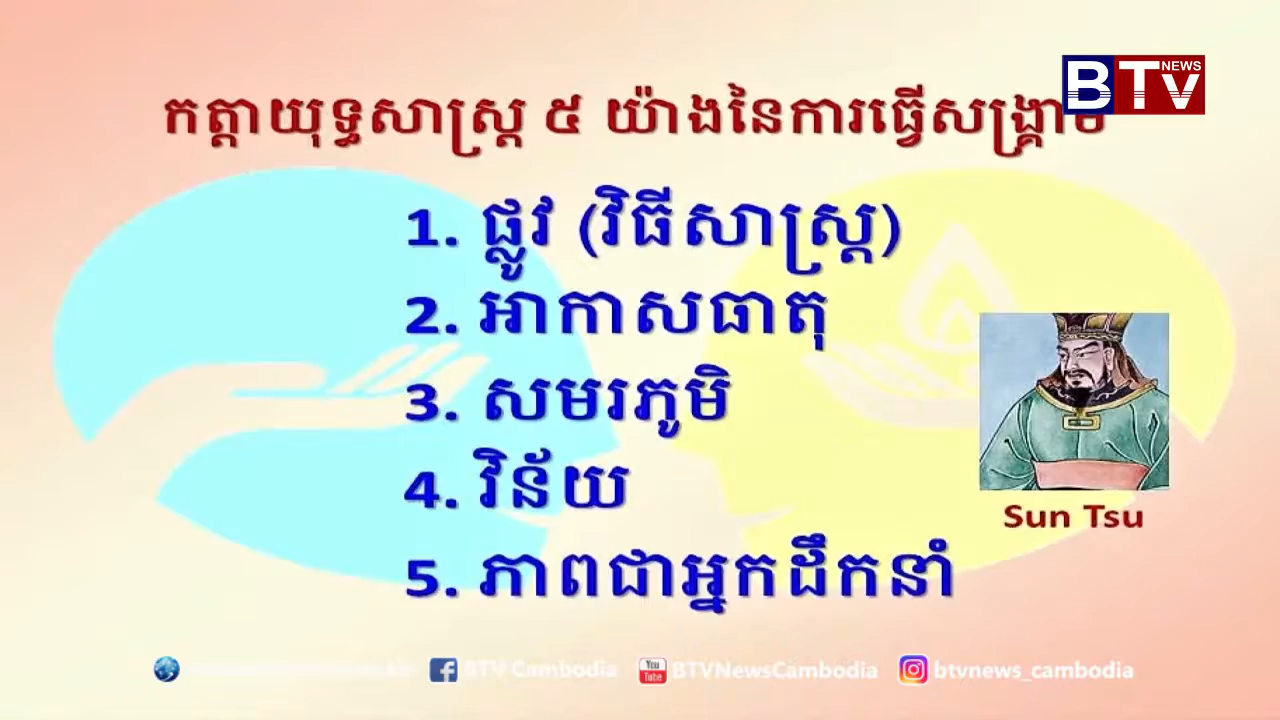 BTV NEWS
កត្តាយុទ្ធសាស្ត្រ ៥ យ៉ាងនៃការធ្វើសង្គ្រាម
1. ផ្លូវ (វិធីសាស្ត្រ)
2. អាកាសធាតុ
3. សមរភូមិ
4. វិន័យ
5. ភាពជាអ្នកដឹកនាំ
Sun Tsu
BTV Cambodia
BTVNewsCambodia
btvnews_cambodia